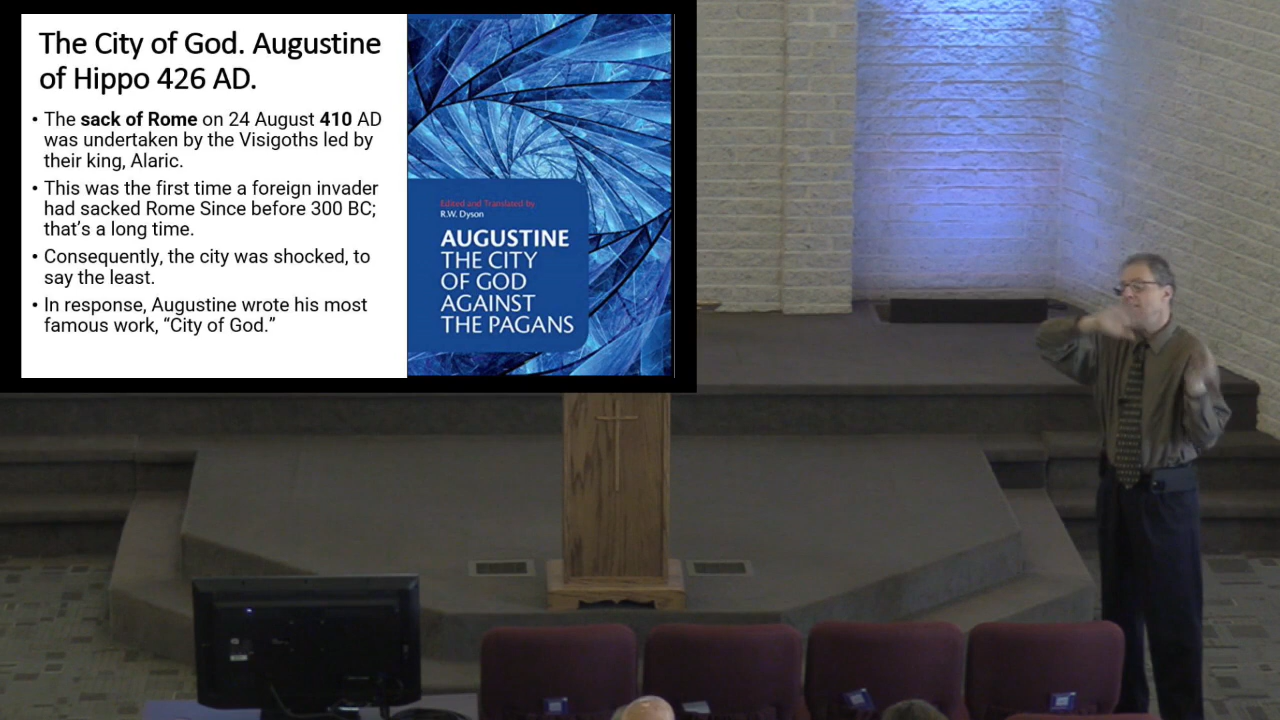 The City of God. Augustine
of Hippo 426 AD.
• The sack of Rome on 24 August 410 AD
was undertaken by the Visigoths led by
their king, Alaric.
• This was the first time a foreign invader
had sacked Rome Since before 300 BC;
that's a long time.
• Consequently, the city was shocked, to
say the least.
• In response, Augustine wrote his most
famous work, “City of God.”
Edited and Translated by
R.W. Dyson
AUGUSTINE
THE CITY
OF GOD
AGAINST
THE PAGANS